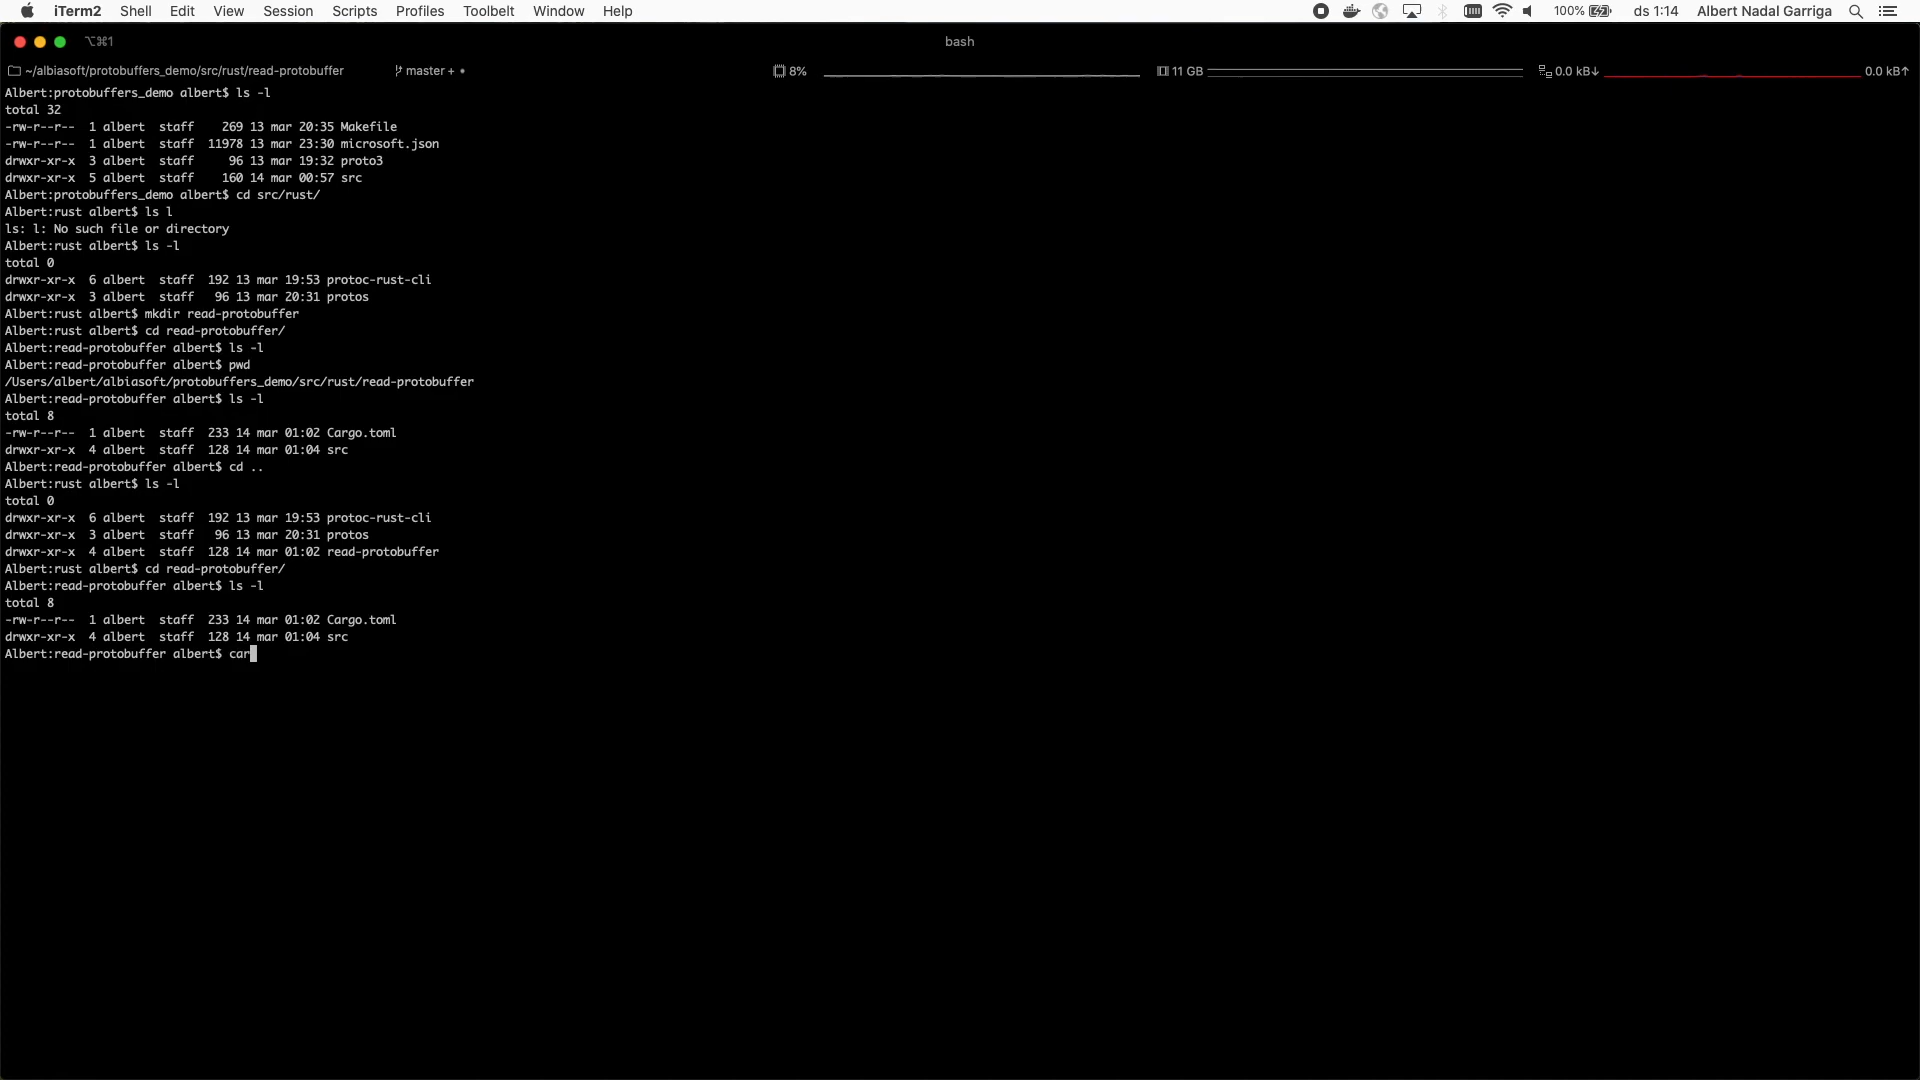 iTerm2 Shell Edit View Session Scripts Profiles Toolbelt Window Help 100% ds 1:14 Albert Nadal Garriga
⌥⌘1 bash
~/albiasoft/protobuffers_demo/src/rust/read-protobuffer master + • 8% 11 GB 0.0 kB↓ 0.0 kB↑
Albert:protobuffers_demo albert$ ls -l
total 32
-rw-r--r--  1 albert  staff    269 13 mar 20:35 Makefile
-rw-r--r--  1 albert  staff  11978 13 mar 23:30 microsoft.json
drwxr-xr-x  3 albert  staff     96 13 mar 19:32 proto3
drwxr-xr-x  5 albert  staff    160 14 mar 00:57 src
Albert:protobuffers_demo albert$ cd src/rust/
Albert:rust albert$ ls l
ls: l: No such file or directory
Albert:rust albert$ ls -l
total 0
drwxr-xr-x  6 albert  staff  192 13 mar 19:53 protoc-rust-cli
drwxr-xr-x  3 albert  staff   96 13 mar 20:31 protos
Albert:rust albert$ mkdir read-protobuffer
Albert:rust albert$ cd read-protobuffer/
Albert:read-protobuffer albert$ ls -l
Albert:read-protobuffer albert$ pwd
/Users/albert/albiasoft/protobuffers_demo/src/rust/read-protobuffer
Albert:read-protobuffer albert$ ls -l
total 8
-rw-r--r--  1 albert  staff  233 14 mar 01:02 Cargo.toml
drwxr-xr-x  4 albert  staff  128 14 mar 01:04 src
Albert:read-protobuffer albert$ cd ..
Albert:rust albert$ ls -l
total 0
drwxr-xr-x  6 albert  staff  192 13 mar 19:53 protoc-rust-cli
drwxr-xr-x  3 albert  staff   96 13 mar 20:31 protos
drwxr-xr-x  4 albert  staff  128 14 mar 01:02 read-protobuffer
Albert:rust albert$ cd read-protobuffer/
Albert:read-protobuffer albert$ ls -l
total 8
-rw-r--r--  1 albert  staff  233 14 mar 01:02 Cargo.toml
drwxr-xr-x  4 albert  staff  128 14 mar 01:04 src
Albert:read-protobuffer albert$ car